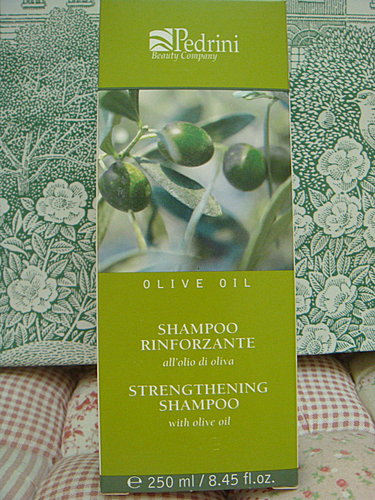 Pedrini
Beauty Company
OLIVE OIL
SHAMPOO
RINFORZANTE
all'olio di oliva
STRENGTHENING
SHAMPOO
with olive oil
℮ 250 ml / 8.45 fl.oz.